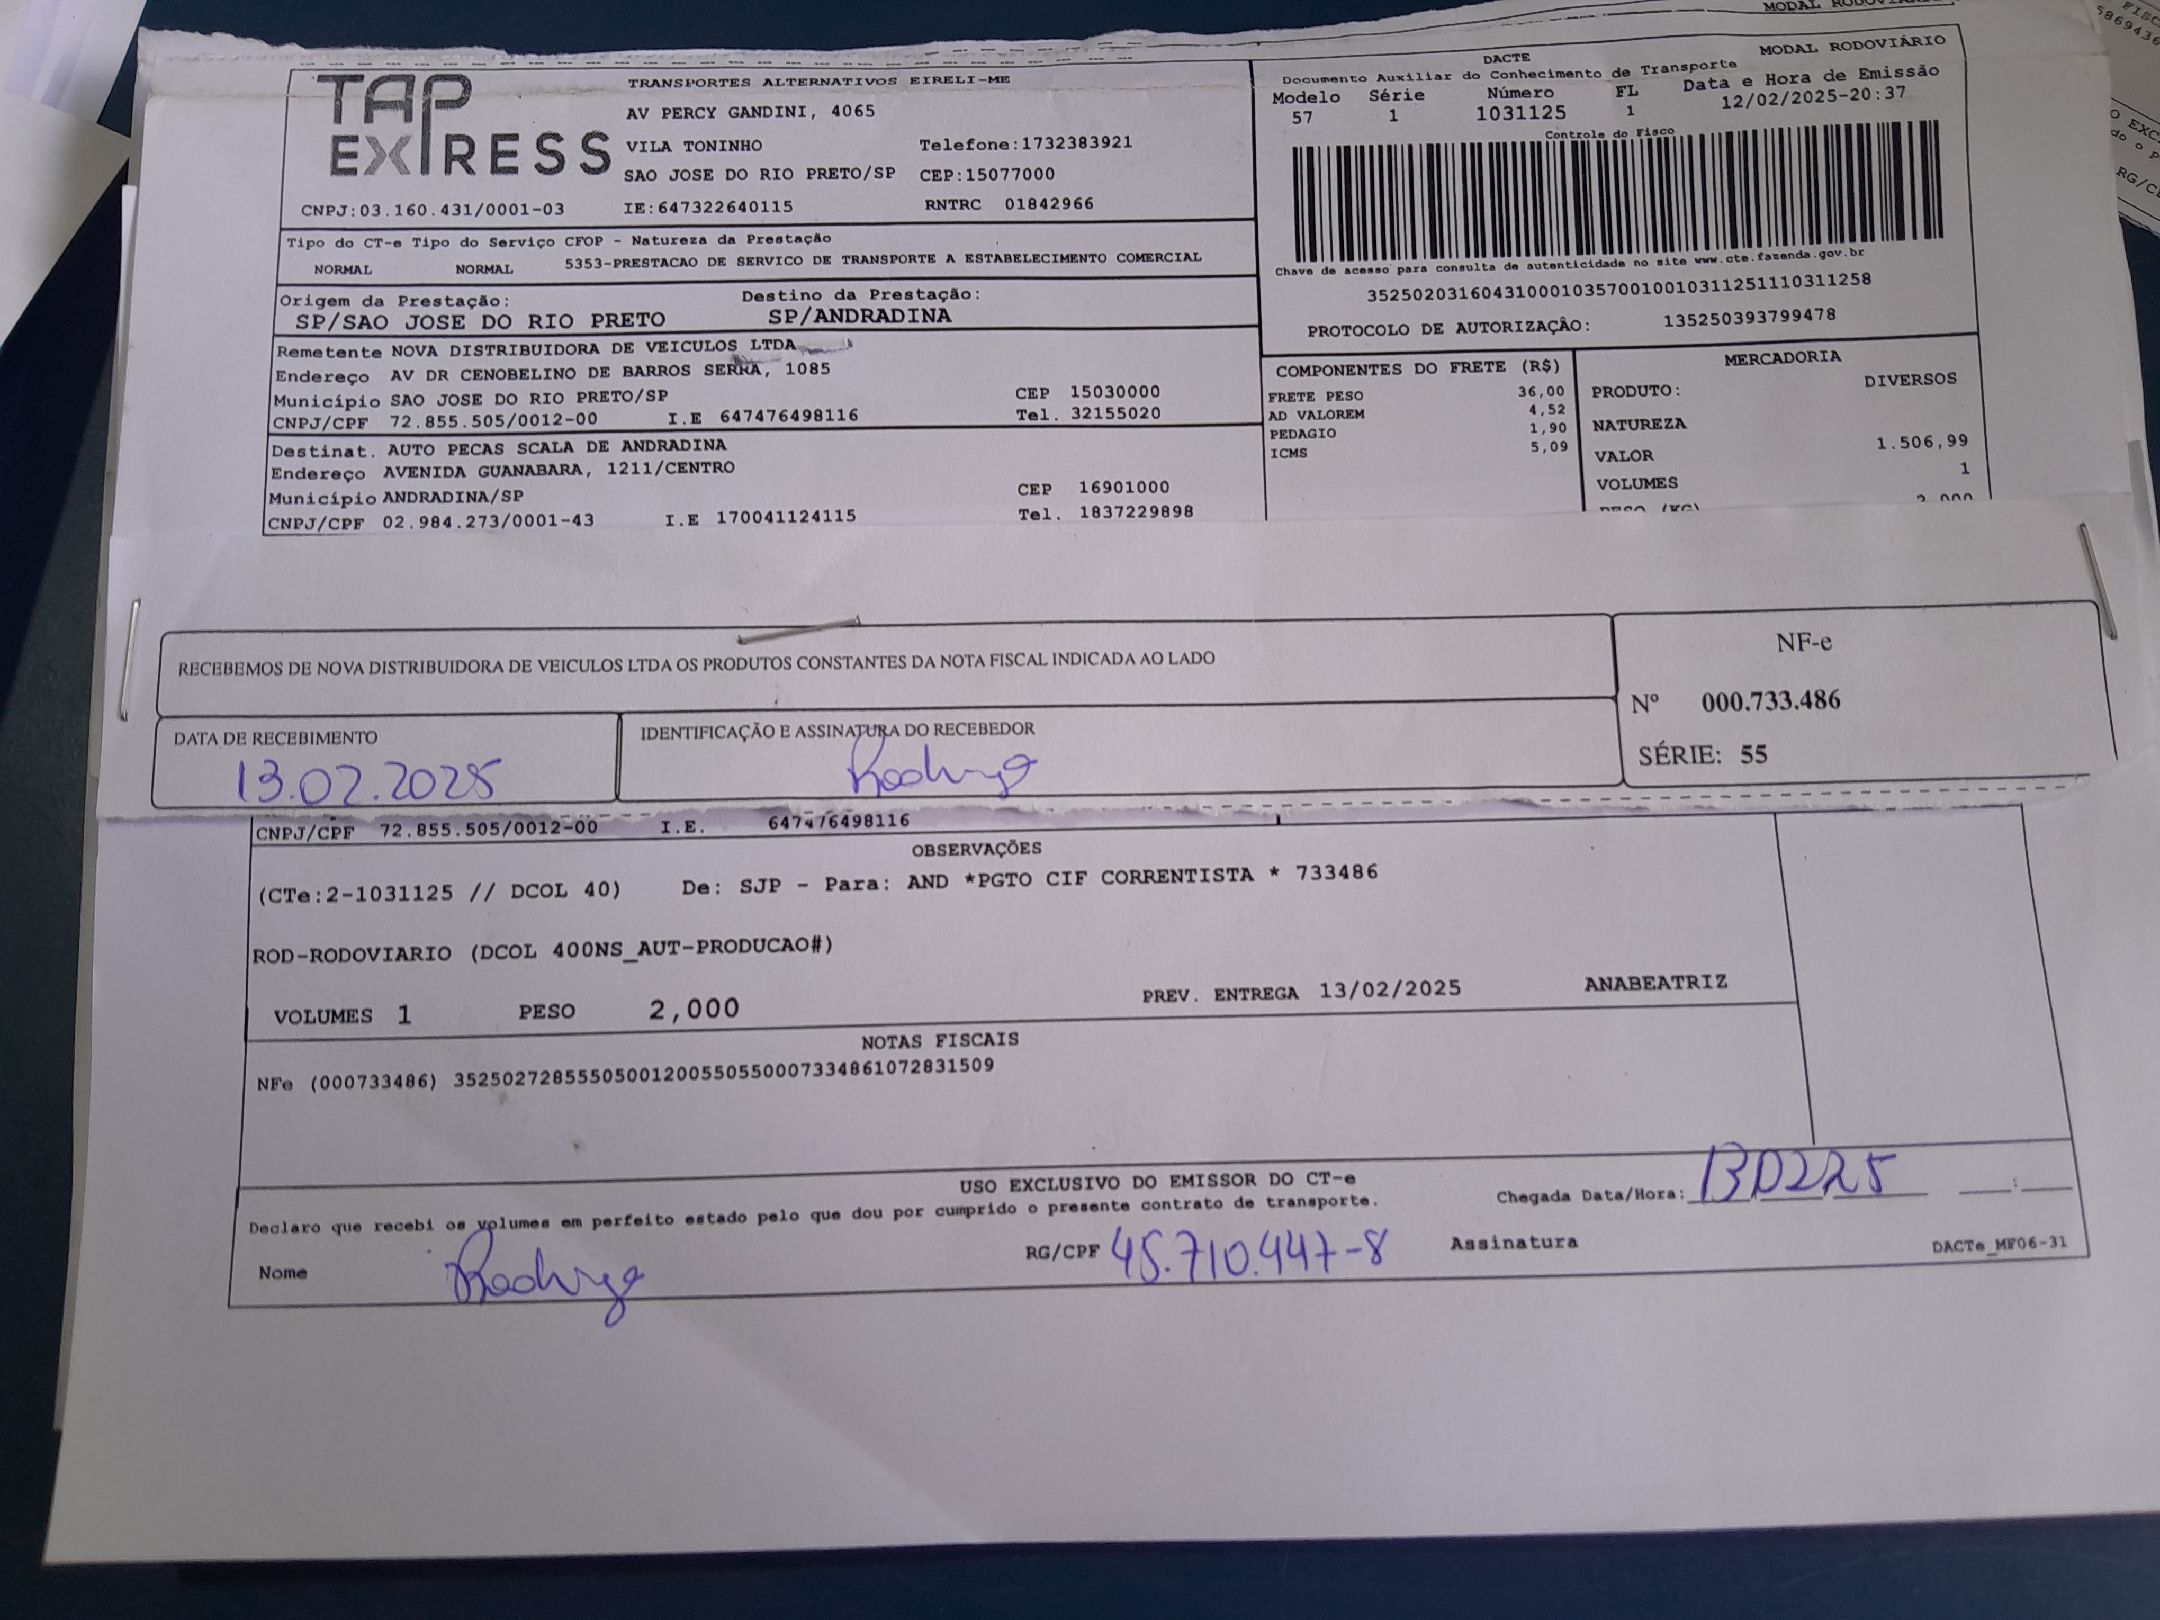 MODAL RODOVIÁRIO
TAP EXPRESS
TRANSPORTES ALTERNATIVOS EIRELI-ME
AV PERCY GANDINI, 4065
VILA TONINHO Telefone:1732383921
SAO JOSE DO RIO PRETO/SP CEP:15077000
CNPJ:03.160.431/0001-03 IE:647322640115 RNTRC 01842966
DACTE MODAL RODOVIÁRIO
Documento Auxiliar do Conhecimento de Transporte
Modelo Série Número FL Data e Hora de Emissão
57 1 1031125 1 12/02/2025-20:37
Controle do Fisco
Chave de acesso para consulta de autenticidade no site www.cte.fazenda.gov.br
35250203160431000103570010010311251110311258
PROTOCOLO DE AUTORIZAÇÃO: 135250393799478
Tipo do CT-e Tipo do Serviço CFOP - Natureza da Prestação
NORMAL NORMAL 5353-PRESTACAO DE SERVICO DE TRANSPORTE A ESTABELECIMENTO COMERCIAL
Origem da Prestação: Destino da Prestação:
SP/SAO JOSE DO RIO PRETO SP/ANDRADINA
Remetente NOVA DISTRIBUIDORA DE VEICULOS LTDA
Endereço AV DR CENOBELINO DE BARROS SERRA, 1085
Município SAO JOSE DO RIO PRETO/SP CEP 15030000
CNPJ/CPF 72.855.505/0012-00 I.E 647476498116 Tel. 32155020
Destinat. AUTO PECAS SCALA DE ANDRADINA
Endereço AVENIDA GUANABARA, 1211/CENTRO
Município ANDRADINA/SP CEP 16901000
CNPJ/CPF 02.984.273/0001-43 I.E 170041124115 Tel. 1837229898
COMPONENTES DO FRETE (R$)
FRETE PESO 36,00
AD VALOREM 4,52
PEDAGIO 1,90
ICMS 5,09
MERCADORIA
PRODUTO: DIVERSOS
NATUREZA
VALOR 1.506,99
VOLUMES 1
PESO (KG) 2,000
RECEBEMOS DE NOVA DISTRIBUIDORA DE VEICULOS LTDA OS PRODUTOS CONSTANTES DA NOTA FISCAL INDICADA AO LADO
NF-e
Nº 000.733.486
SÉRIE: 55
DATA DE RECEBIMENTO IDENTIFICAÇÃO E ASSINATURA DO RECEBEDOR
13.02.2025 Rodrigo
CNPJ/CPF 72.855.505/0012-00 I.E. 647476498116
OBSERVAÇÕES
(CTe:2-1031125 // DCOL 40) De: SJP - Para: AND *PGTO CIF CORRENTISTA * 733486
ROD-RODOVIARIO (DCOL 400NS_AUT-PRODUCAO#)
VOLUMES 1 PESO 2,000 PREV. ENTREGA 13/02/2025 ANABEATRIZ
NOTAS FISCAIS
NFe (000733486) 35250272855505001200550550007334861072831509
USO EXCLUSIVO DO EMISSOR DO CT-e
Declaro que recebi os volumes em perfeito estado pelo que dou por cumprido o presente contrato de transporte.
Chegada Data/Hora: 130225
Nome Rodrigo RG/CPF 45.710.447-8 Assinatura
DACTe_MF06-31